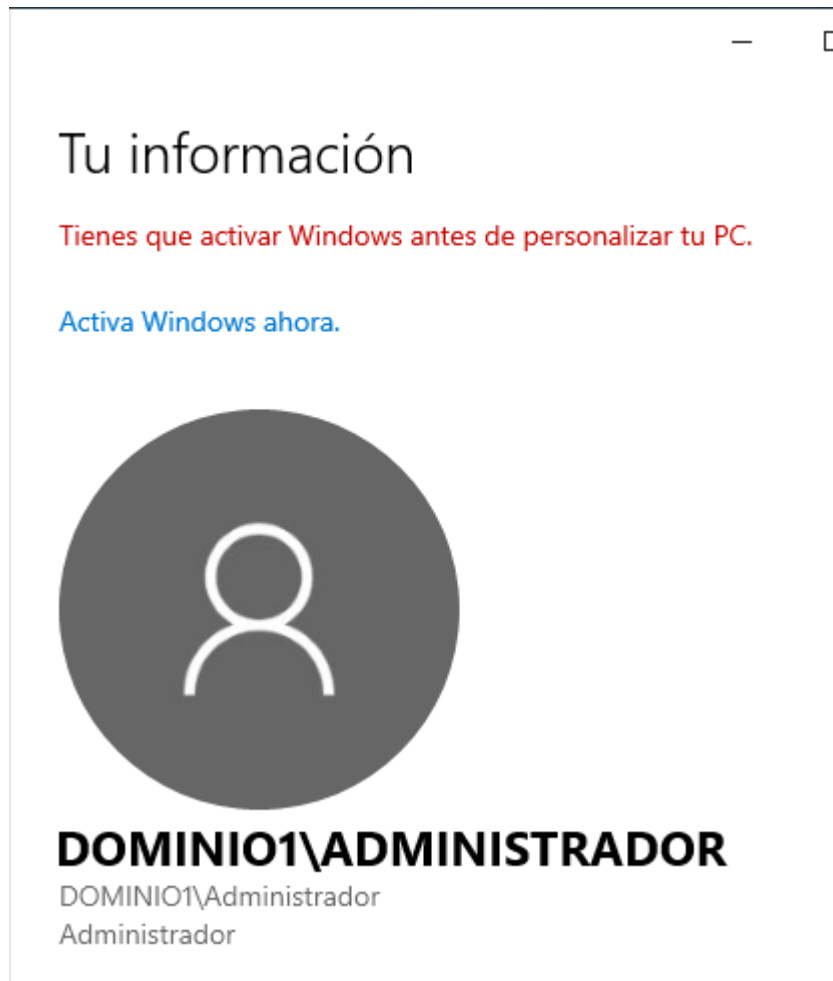 Tu información
Tienes que activar Windows antes de personalizar tu PC.
Activa Windows ahora.
DOMINIO1\ADMINISTRADOR
DOMINIO1\Administrador
Administrador